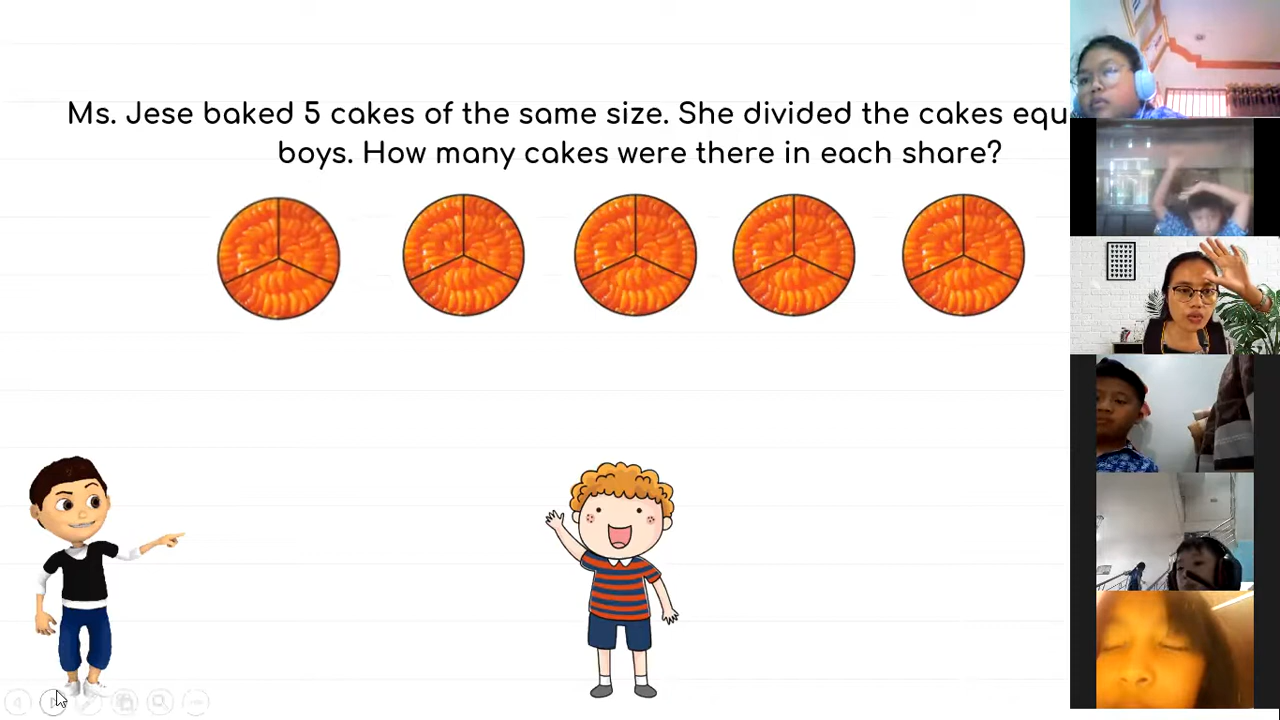 Ms. Jese baked 5 cakes of the same size. She divided the cakes equ
boys. How many cakes were there in each share?